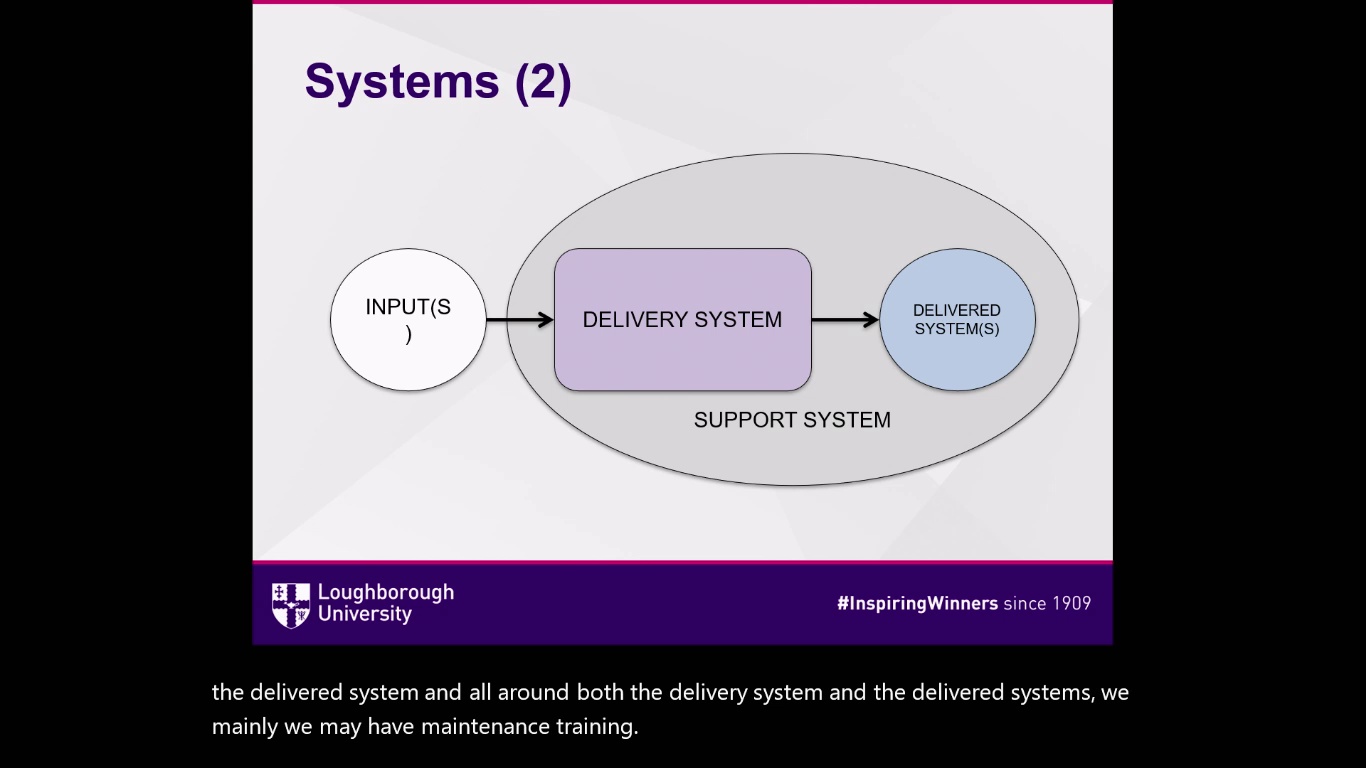 Systems (2)
INPUT(S
)
DELIVERY SYSTEM
DELIVERED
SYSTEM(S)
SUPPORT SYSTEM
Loughborough
University
#InspiringWinners since 1909
the delivered system and all around both the delivery system and the delivered systems, we
mainly we may have maintenance training.